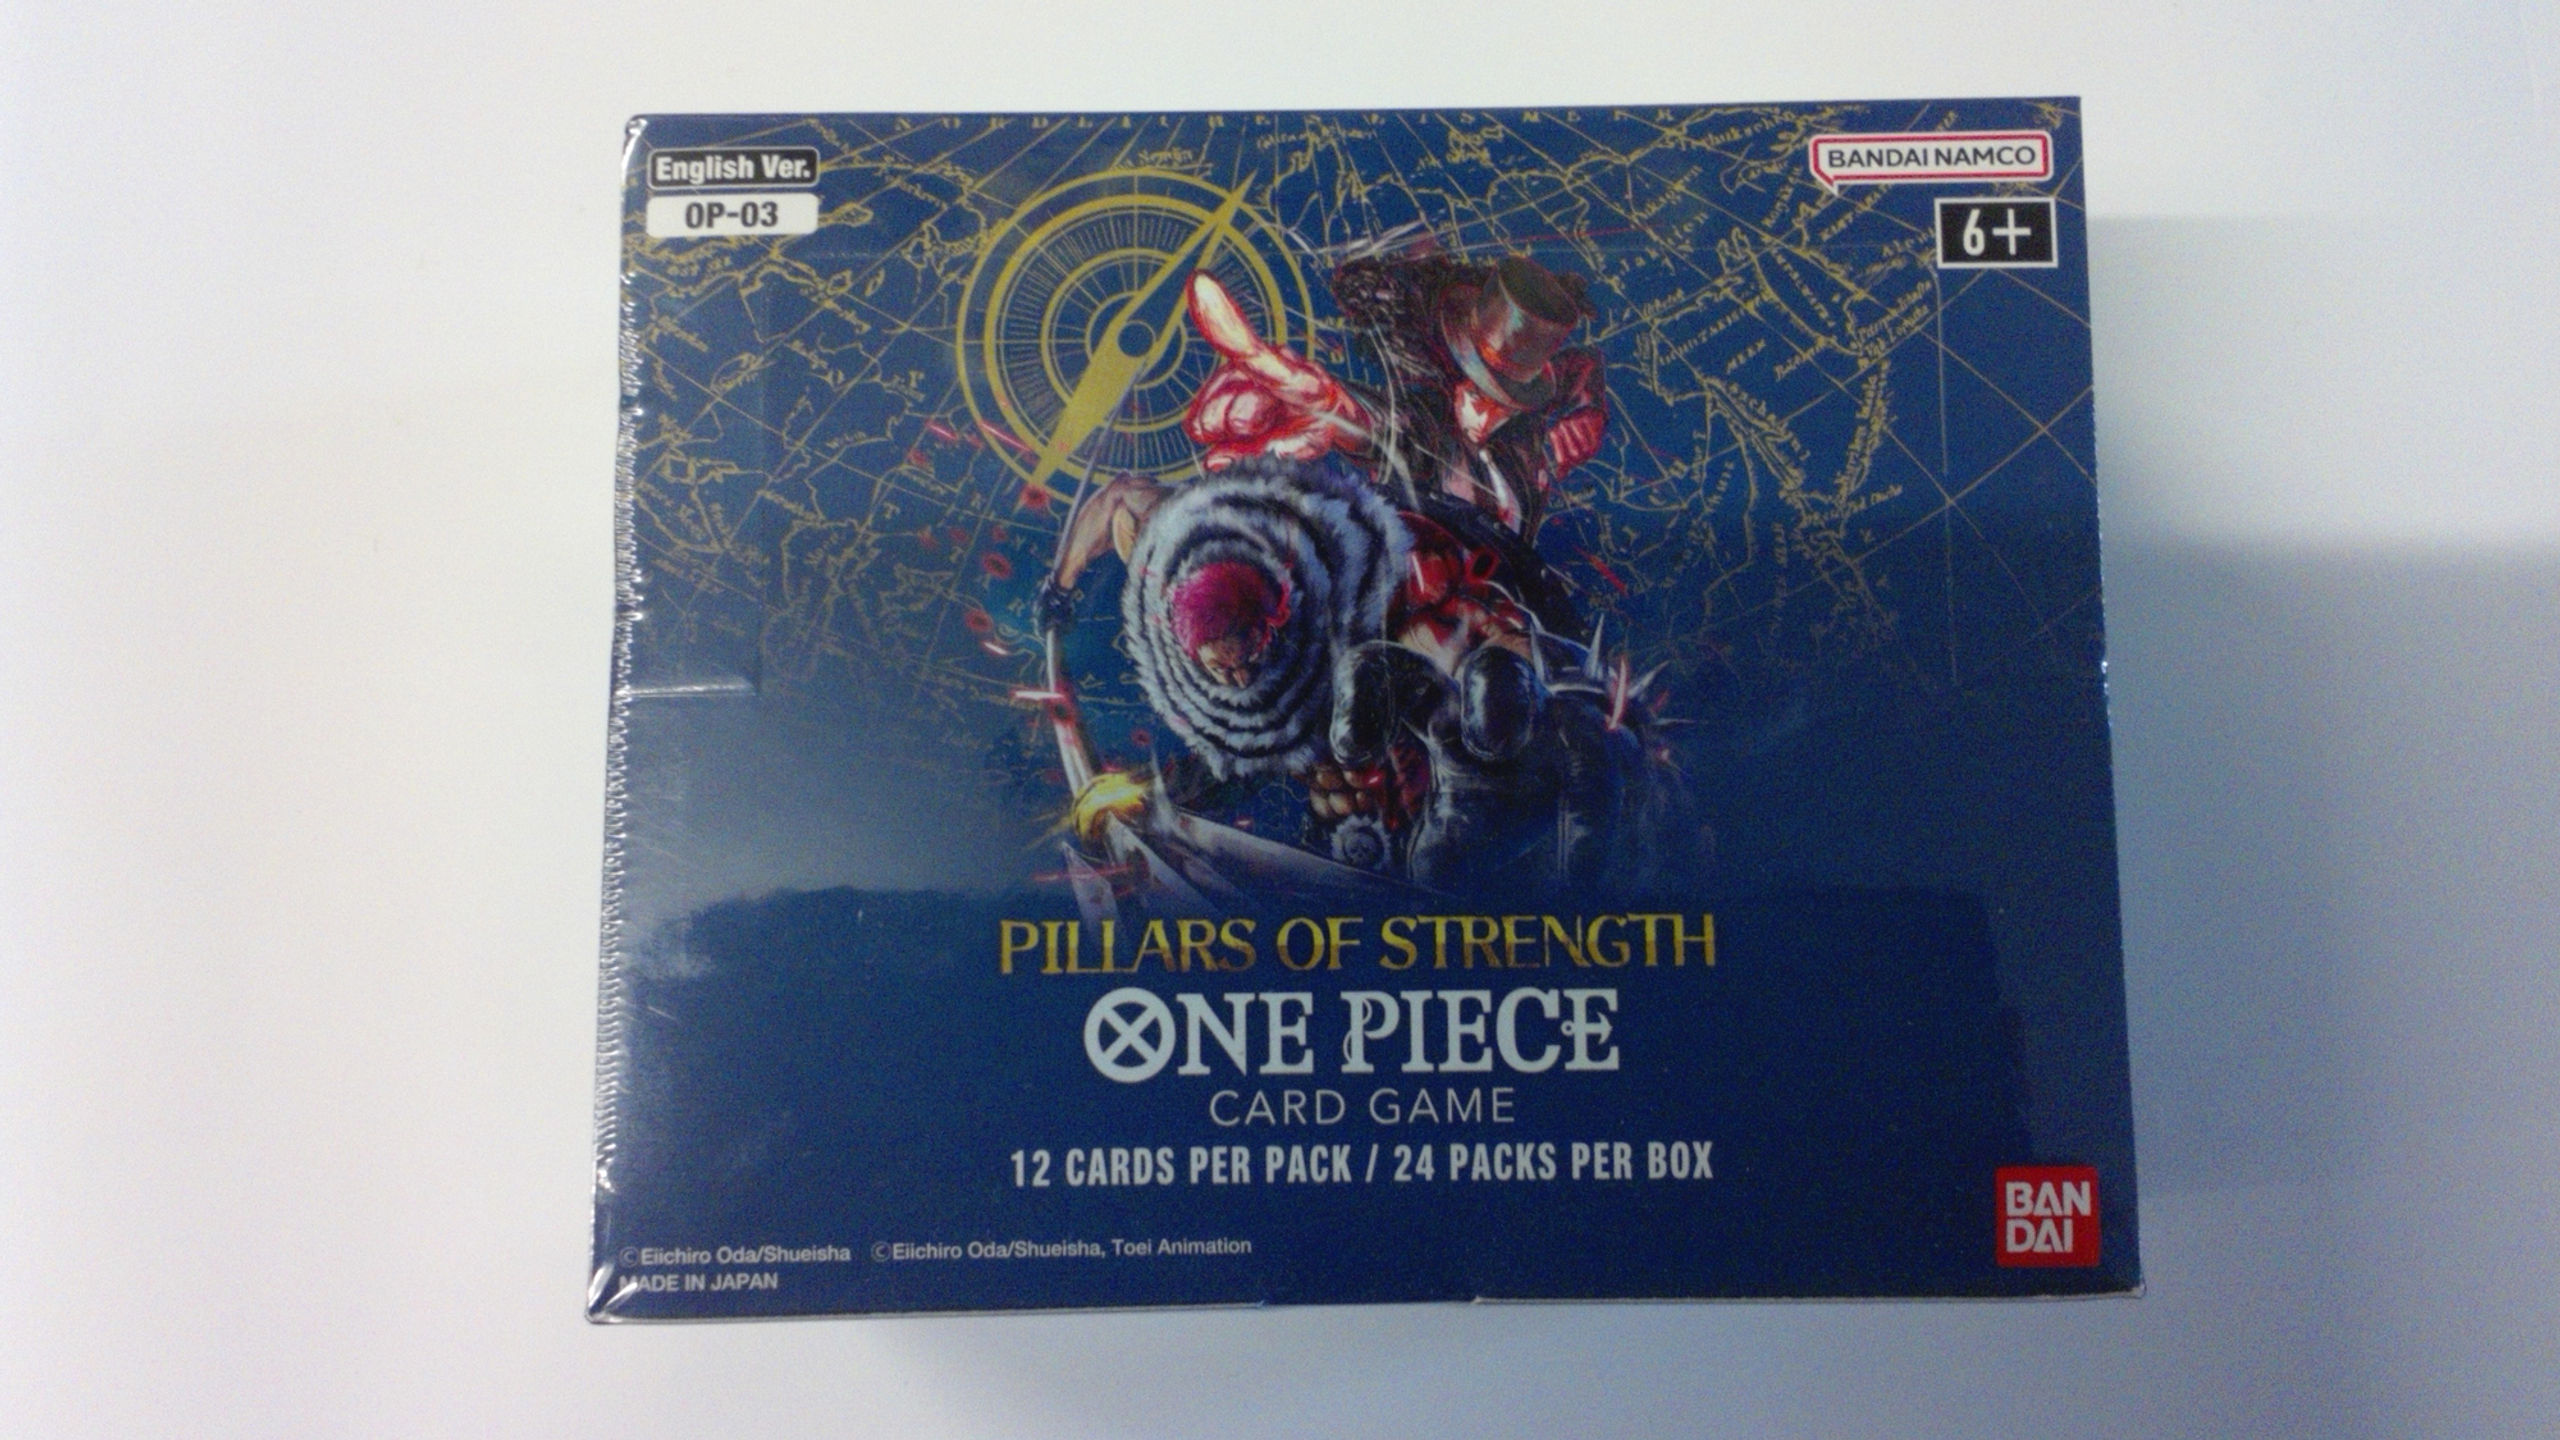 English Ver.
OP-03
BANDAI NAMCO
6+
PILLARS OF STRENGTH
ONE PIECE
CARD GAME
12 CARDS PER PACK / 24 PACKS PER BOX
©Eiichiro Oda/Shueisha ©Eiichiro Oda/Shueisha, Toei Animation
MADE IN JAPAN
BAN
DAI